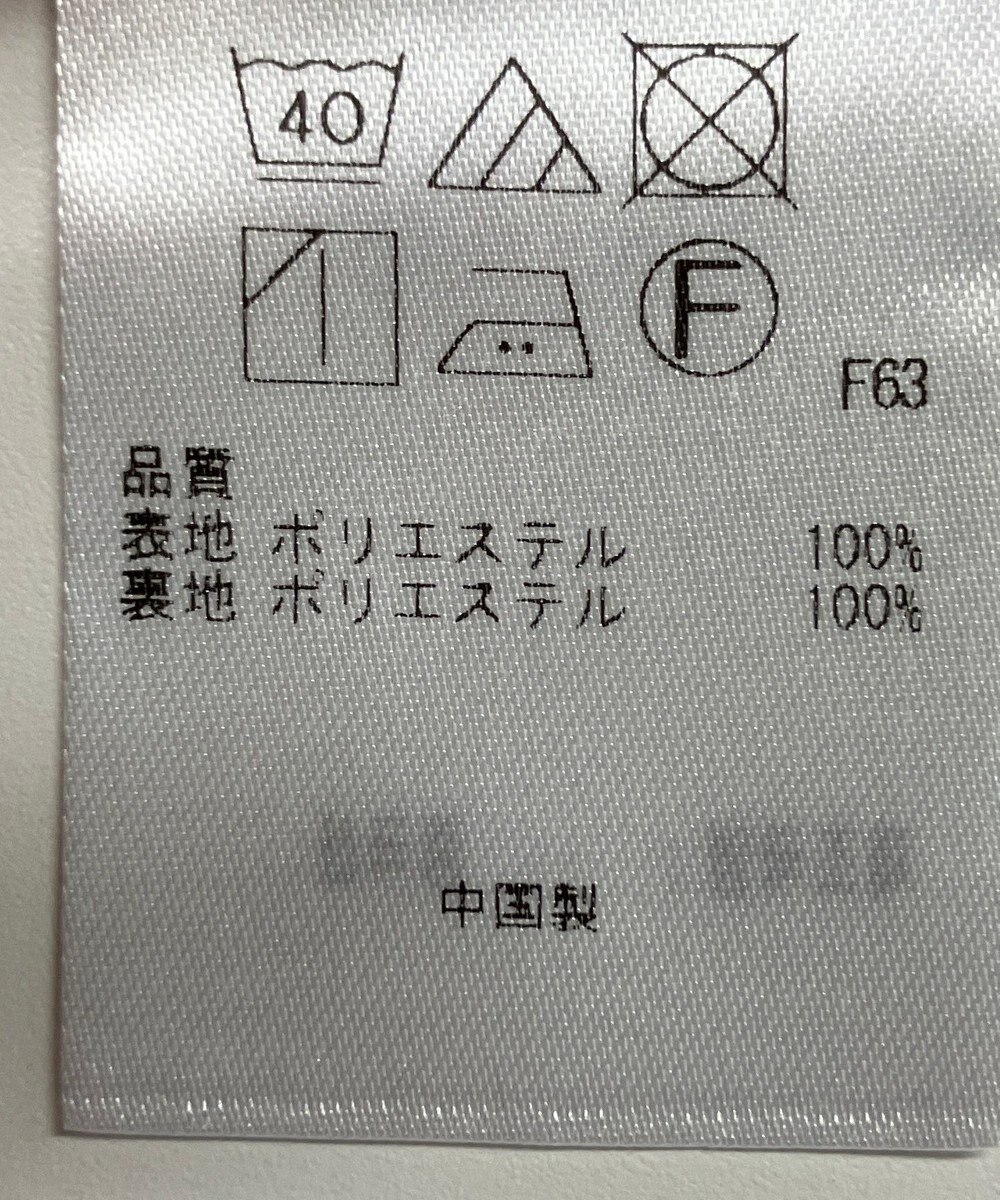 40
F
F63
品質
表地 ポリエステル 100%
裏地 ポリエステル 100%
中国製